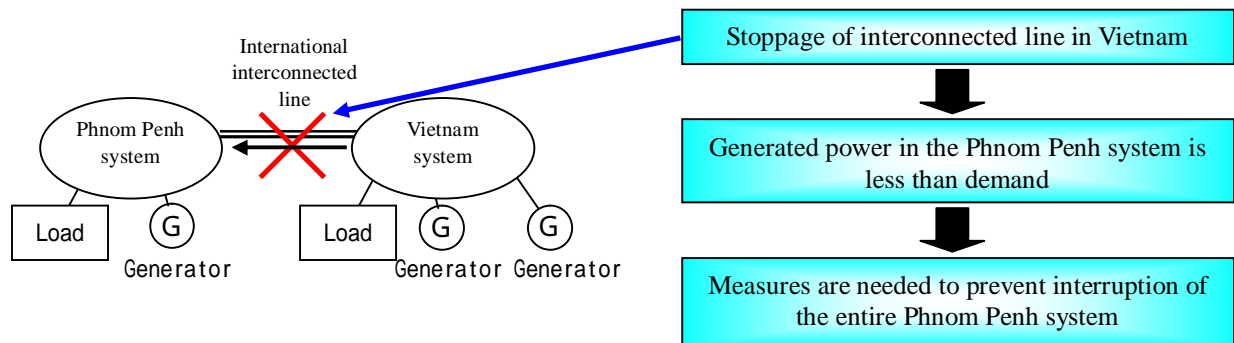 International
interconnected
line
Phnom Penh
system
Vietnam
system
Load
G
Generator
Load
G
Generator
G
Generator
Stoppage of interconnected line in Vietnam
Generated power in the Phnom Penh system is
less than demand
Measures are needed to prevent interruption of
the entire Phnom Penh system